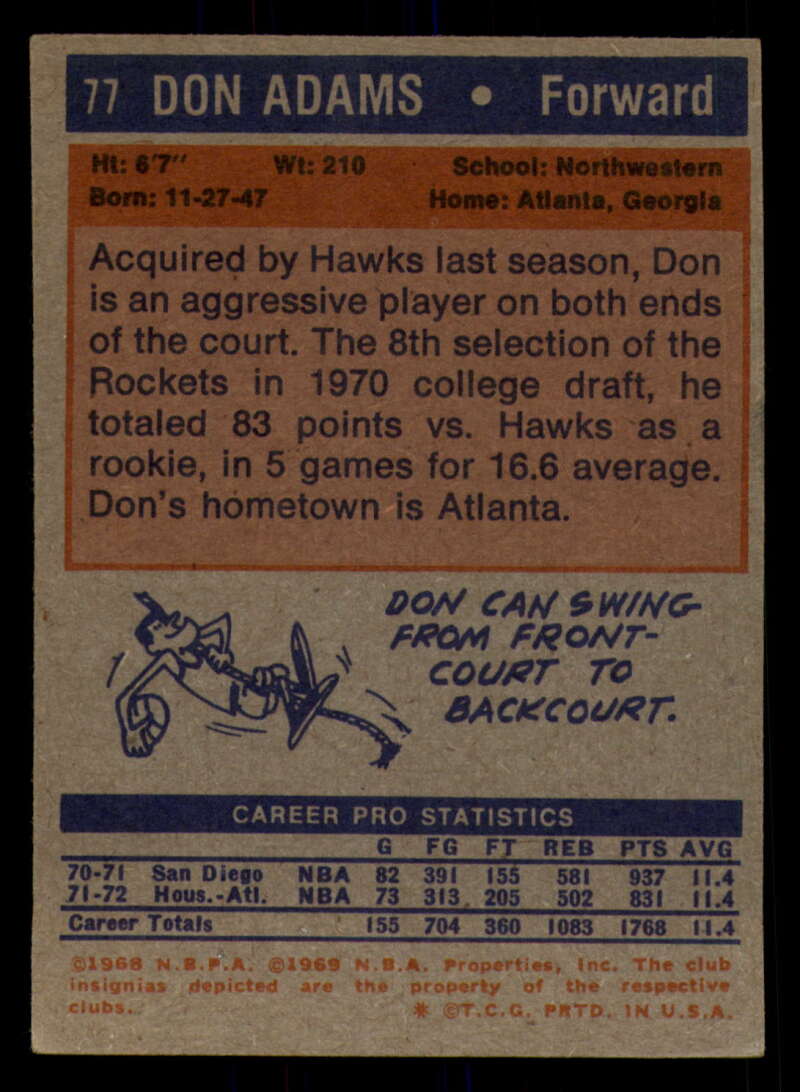 77 DON ADAMS • Forward
Ht: 6'7" Wt: 210 School: Northwestern
Born: 11-27-47 Home: Atlanta, Georgia
Acquired by Hawks last season, Don
is an aggressive player on both ends
of the court. The 8th selection of the
Rockets in 1970 college draft, he
totaled 83 points vs. Hawks as a
rookie, in 5 games for 16.6 average.
Don's hometown is Atlanta.
DON CAN SWING
FROM FRONT-
COURT TO
BACKCOURT.
CAREER PRO STATISTICS
G FG FT REB PTS AVG
70-71 San Diego NBA 82 391 155 581 937 11.4
71-72 Hous.-Atl. NBA 73 313 205 502 831 11.4
Career Totals 155 704 360 1083 1768 11.4
©1968 N.B.P.A. ©1969 N.B.A. Properties, Inc. The club
insignias depicted are the property of the respective
clubs. * ©T.C.G. PRTD. IN U.S.A.